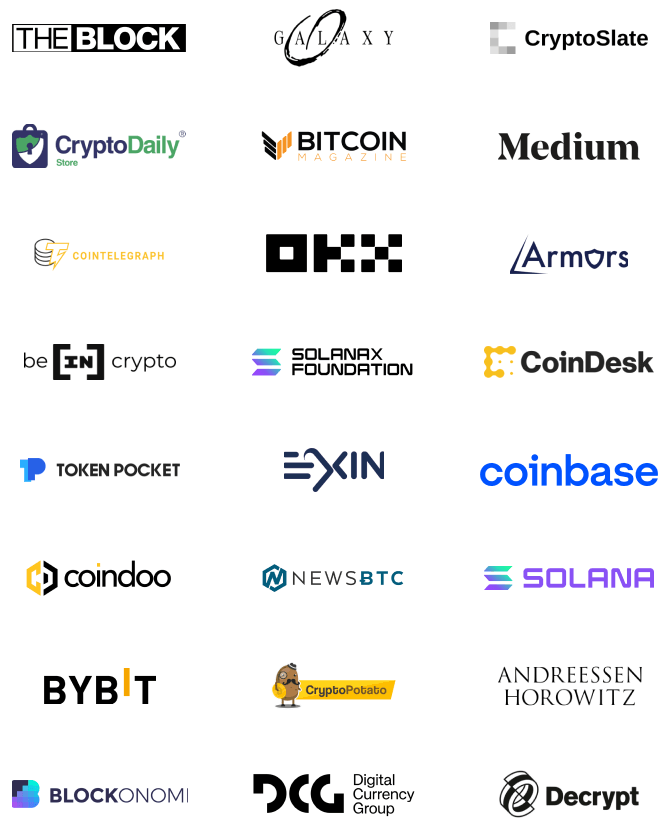 THE BLOCK
GALAXY
CryptoSlate
CryptoDaily®
Store
BITCOIN
MAGAZINE
Medium
COINTELEGRAPH
OKX
Armors
be [IN] crypto
SOLANAX
FOUNDATION
CoinDesk
TOKEN POCKET
EXIN
coinbase
coindoo
NEWSBTC
SOLANA
BYBIT
CryptoPotato
ANDREESSEN
HOROWITZ
BLOCKONOMI
DCG
Digital
Currency
Group
Decrypt